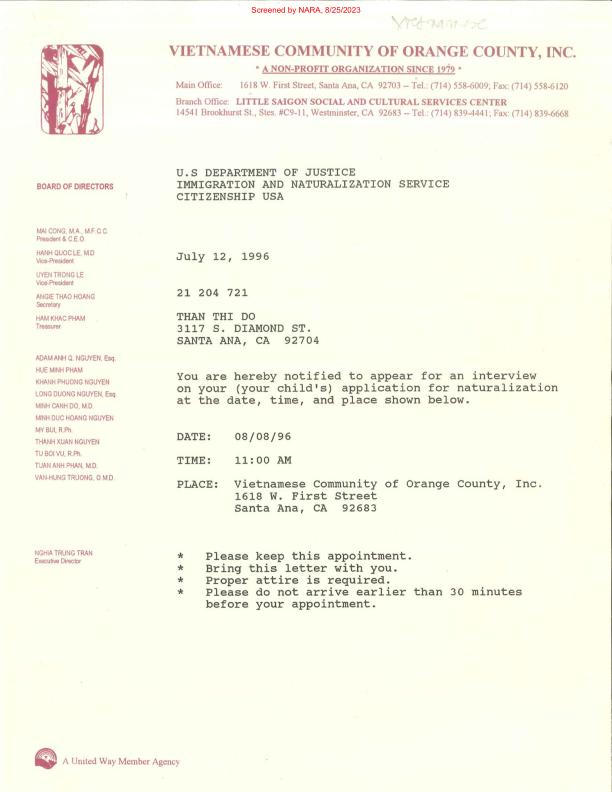 Screened by NARA, 8/25/2023
Vietnamese
VIETNAMESE COMMUNITY OF ORANGE COUNTY, INC.
* A NON-PROFIT ORGANIZATION SINCE 1979 *
Main Office: 1618 W. First Street, Santa Ana, CA 92703 -- Tel.: (714) 558-6009; Fax: (714) 558-6120
Branch Office: LITTLE SAIGON SOCIAL AND CULTURAL SERVICES CENTER
14541 Brookhurst St., Stes. #C9-11, Westminster, CA 92683 -- Tel.: (714) 839-4441; Fax: (714) 839-6668
U.S DEPARTMENT OF JUSTICE
IMMIGRATION AND NATURALIZATION SERVICE
CITIZENSHIP USA
BOARD OF DIRECTORS
MAI CONG, M.A., M.F.C.C.
President & C.E.O.
HANH QUOC LE, M.D
Vice-President
UYEN TRONG LE
Vice-President
ANGIE THAO HOANG
Secretary
HAM KHAC PHAM
Treasurer
ADAM ANH Q. NGUYEN, Esq.
HUE MINH PHAM
KHANH PHUONG NGUYEN
LONG DUONG NGUYEN, Esq.
MINH CANH DO, M.D.
MINH DUC HOANG NGUYEN
MY BUI, R.Ph.
THANH XUAN NGUYEN
TU BOI VU, R.Ph.
TUAN ANH PHAN, M.D.
VAN-HUNG TRUONG, O.M.D.
NGHIA TRUNG TRAN
Executive Director
July 12, 1996
21 204 721
THAN THI DO
3117 S. DIAMOND ST.
SANTA ANA, CA 92704
You are hereby notified to appear for an interview
on your (your child's) application for naturalization
at the date, time, and place shown below.
DATE: 08/08/96
TIME: 11:00 AM
PLACE: Vietnamese Community of Orange County, Inc.
1618 W. First Street
Santa Ana, CA 92683
* Please keep this appointment.
* Bring this letter with you.
* Proper attire is required.
* Please do not arrive earlier than 30 minutes
before your appointment.
A United Way Member Agency